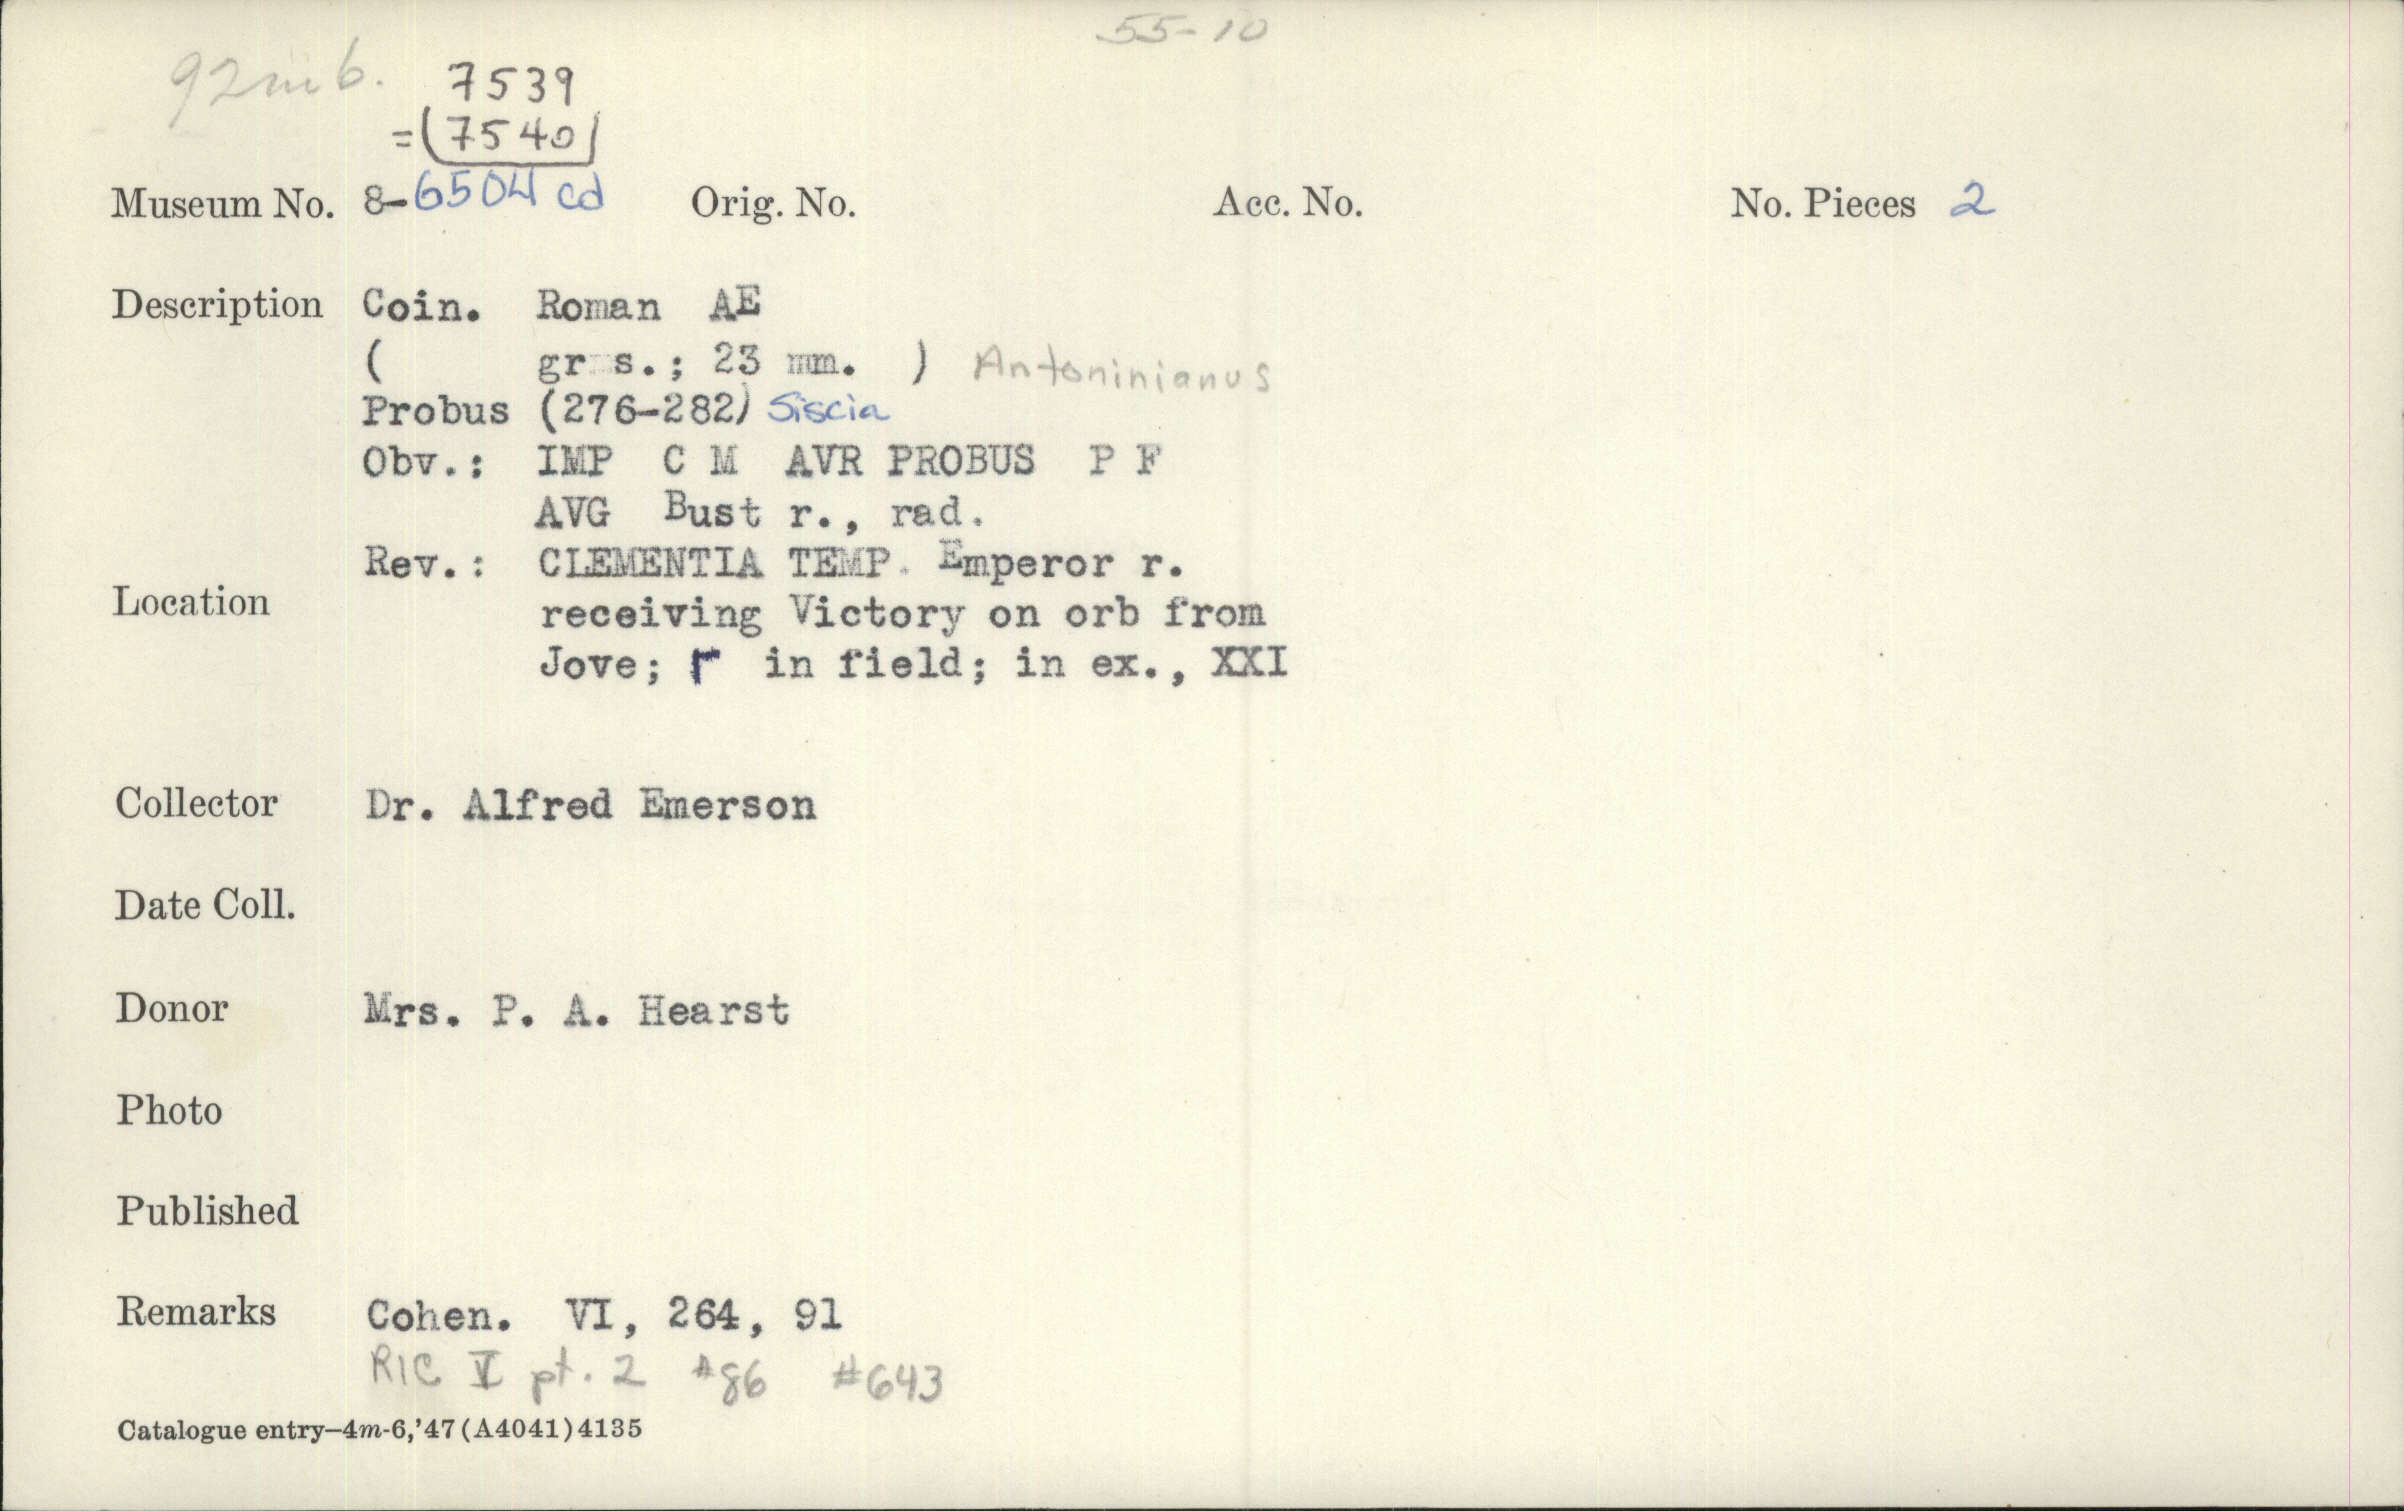 55-10
92
7539
=(7540)
Museum No. 8-6504 cd Orig. No. Acc. No. No. Pieces 2
Description Coin. Roman AE
( gr s.; 23 mm. ) Antoninianus
Probus (276-282) Siscia
Obv.: IMP C M AVR PROBUS P F
AVG Bust r., rad.
Rev.: CLEMENTIA TEMP. Emperor r.
Location
receiving Victory on orb from
Jove; Γ in field; in ex., XXI
Collector Dr. Alfred Emerson
Date Coll.
Donor Mrs. P. A. Hearst
Photo
Published
Remarks Cohen. VI, 264, 91
RIC V pt. 2 #86 #643
Catalogue entry—4m-6,'47(A4041)4135